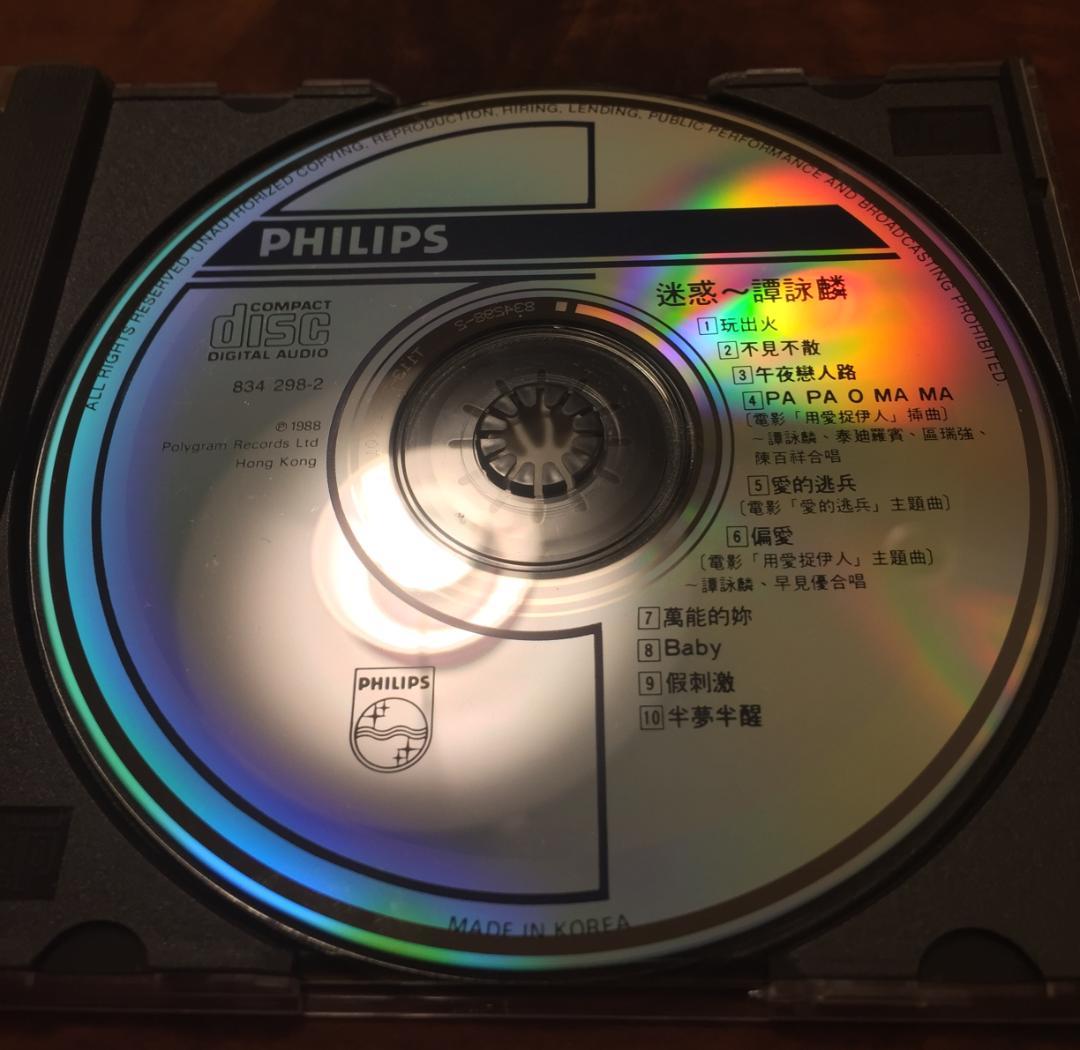 ALL RIGHTS RESERVED. UNAUTHORIZED COPYING, REPRODUCTION, HIRING, LENDING, PUBLIC PERFORMANCE AND BROADCASTING PROHIBITED.
PHILIPS
COMPACT
disc
DIGITAL AUDIO
834 298-2
℗ 1988
Polygram Records Ltd
Hong Kong
迷惑～譚詠麟
1 玩出火
2 不見不散
3 午夜戀人路
4 PA PA O MA MA
〔電影「用愛捉伊人」揷曲〕
～譚詠麟、泰廸羅賓、區瑞強、
陳百祥合唱
5 愛的逃兵
〔電影「愛的逃兵」主題曲〕
6 偏愛
〔電影「用愛捉伊人」主題曲〕
～譚詠麟、早見優合唱
7 萬能的妳
8 Baby
9 假刺激
10 半夢半醒
PHILIPS
MADE IN KOREA